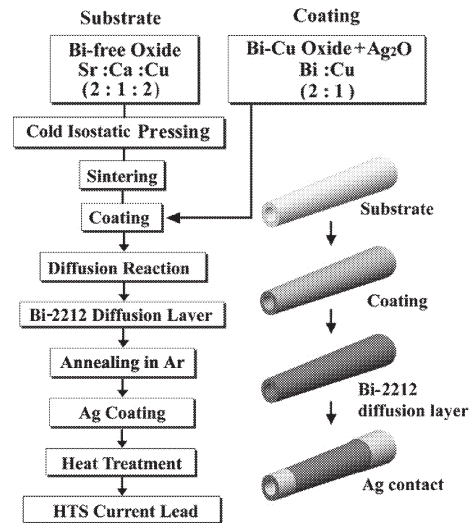 Substrate
Coating
Bi-free Oxide
Sr :Ca :Cu
(2 : 1 : 2)
Bi-Cu Oxide+Ag2O
Bi :Cu
(2 : 1)
Cold Isostatic Pressing
Sintering
Coating
Diffusion Reaction
Bi-2212 Diffusion Layer
Annealing in Ar
Ag Coating
Heat Treatment
HTS Current Lead
Substrate
Coating
Bi-2212
diffusion layer
Ag contact